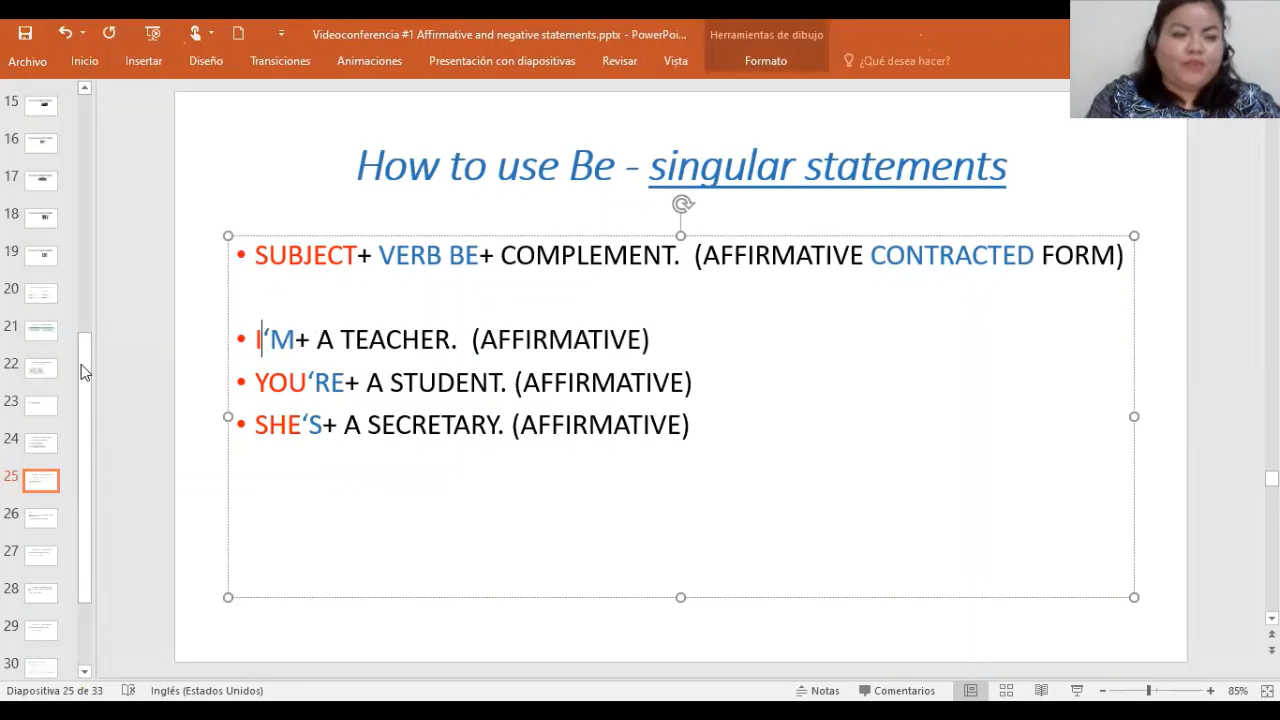 Videoconferencia #1 Affirmative and negative statements.pptx - PowerPoi...
Herramientas de dibujo
Archivo Inicio Insertar Diseño Transiciones Animaciones Presentación con diapositivas Revisar Vista Formato ¿Qué desea hacer?
15
16
17
18
19
20
21
22
23
24
25
26
27
28
29
30
How to use Be - singular statements
• SUBJECT+ VERB BE+ COMPLEMENT. (AFFIRMATIVE CONTRACTED FORM)
• I‘M+ A TEACHER. (AFFIRMATIVE)
• YOU‘RE+ A STUDENT. (AFFIRMATIVE)
• SHE‘S+ A SECRETARY. (AFFIRMATIVE)
Diapositiva 25 de 33 Inglés (Estados Unidos) Notas Comentarios 85%